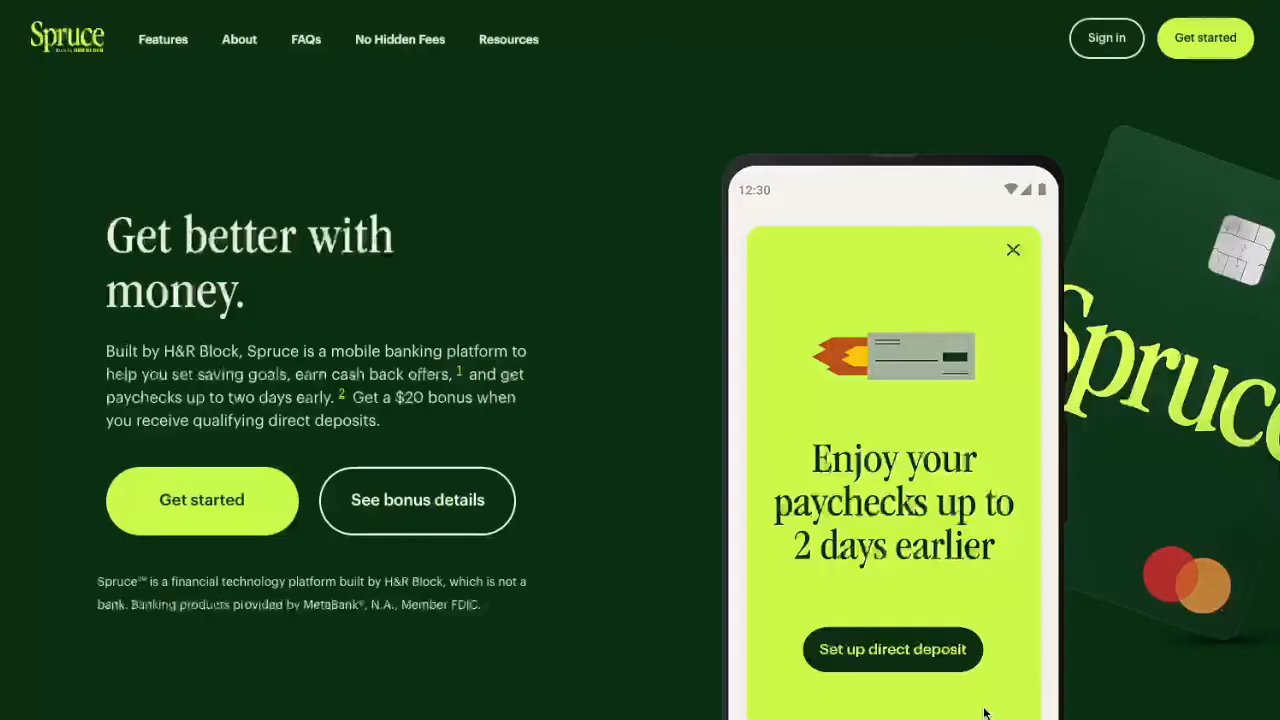 Spruce
Features
About
FAQs
No Hidden Fees
Resources
Sign in
Get started
Get better with
money.
Built by H&R Block, Spruce is a mobile banking platform to
help you set saving goals, earn cash back offers, 1 and get
paychecks up to two days early. 2 Get a $20 bonus when
you receive qualifying direct deposits.
Get started
See bonus details
Spruce℠ is a financial technology platform built by H&R Block, which is not a
bank. Banking products provided by MetaBank®, N.A., Member FDIC.
12:30
Enjoy your
paychecks up to
2 days earlier
Set up direct deposit
Spruce